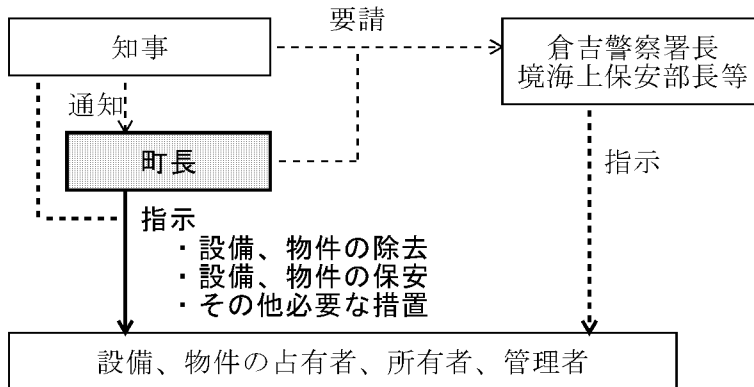 要請
知事
倉吉警察署長
境海上保安部長等
通知
町長
指示
指示
・設備、物件の除去
・設備、物件の保安
・その他必要な措置
設備、物件の占有者、所有者、管理者